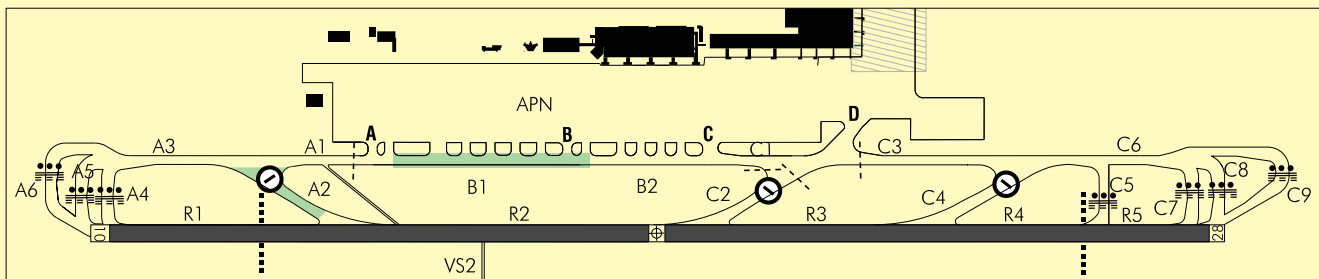 APN
A B C D
A3 A1 C1 C3 C6
A6 A5 A4 A2 B1 B2 C2 C4 C5 C7 C8 C9
R1 R2 R3 R4 R5
10 28
VS2